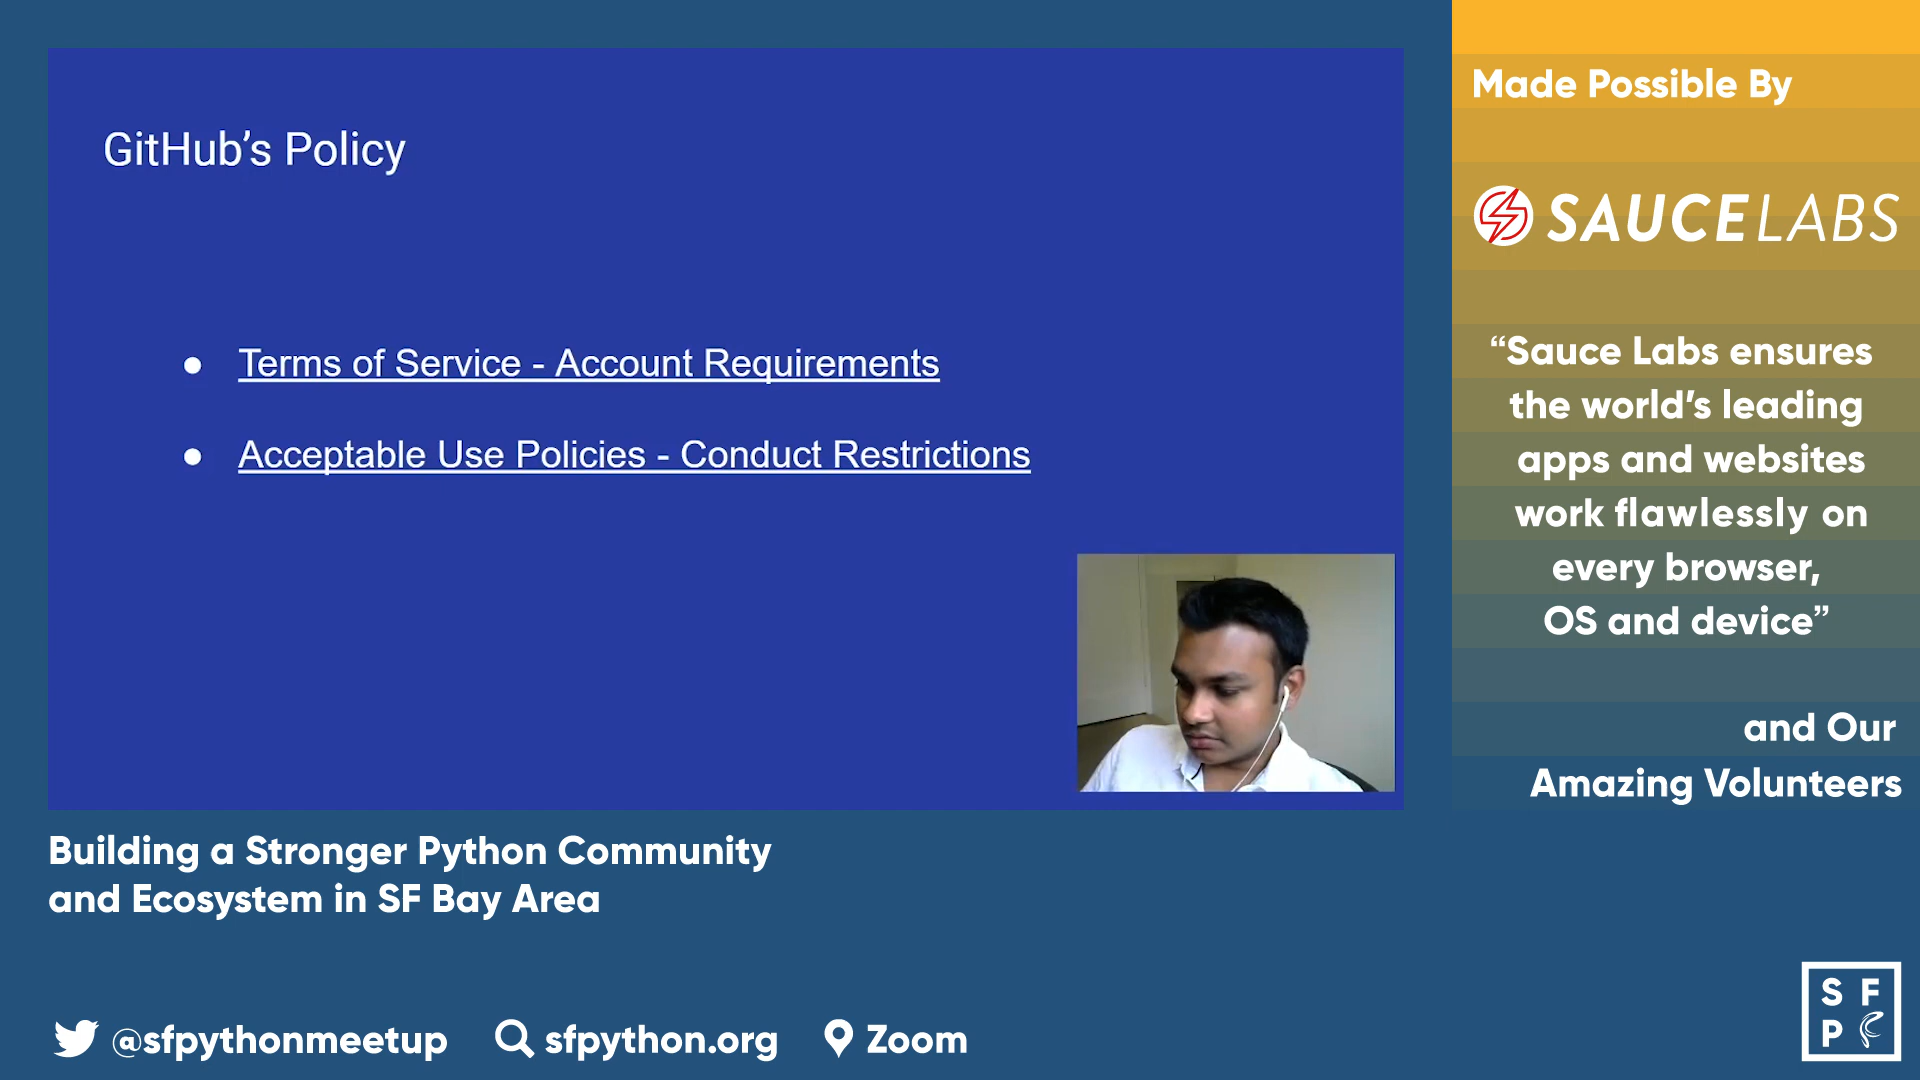 GitHub’s Policy
● Terms of Service - Account Requirements
● Acceptable Use Policies - Conduct Restrictions
Made Possible By
SAUCELABS
“Sauce Labs ensures
the world’s leading
apps and websites
work flawlessly on
every browser,
OS and device”
and Our
Amazing Volunteers
Building a Stronger Python Community
and Ecosystem in SF Bay Area
@sfpythonmeetup sfpython.org Zoom
S F
P